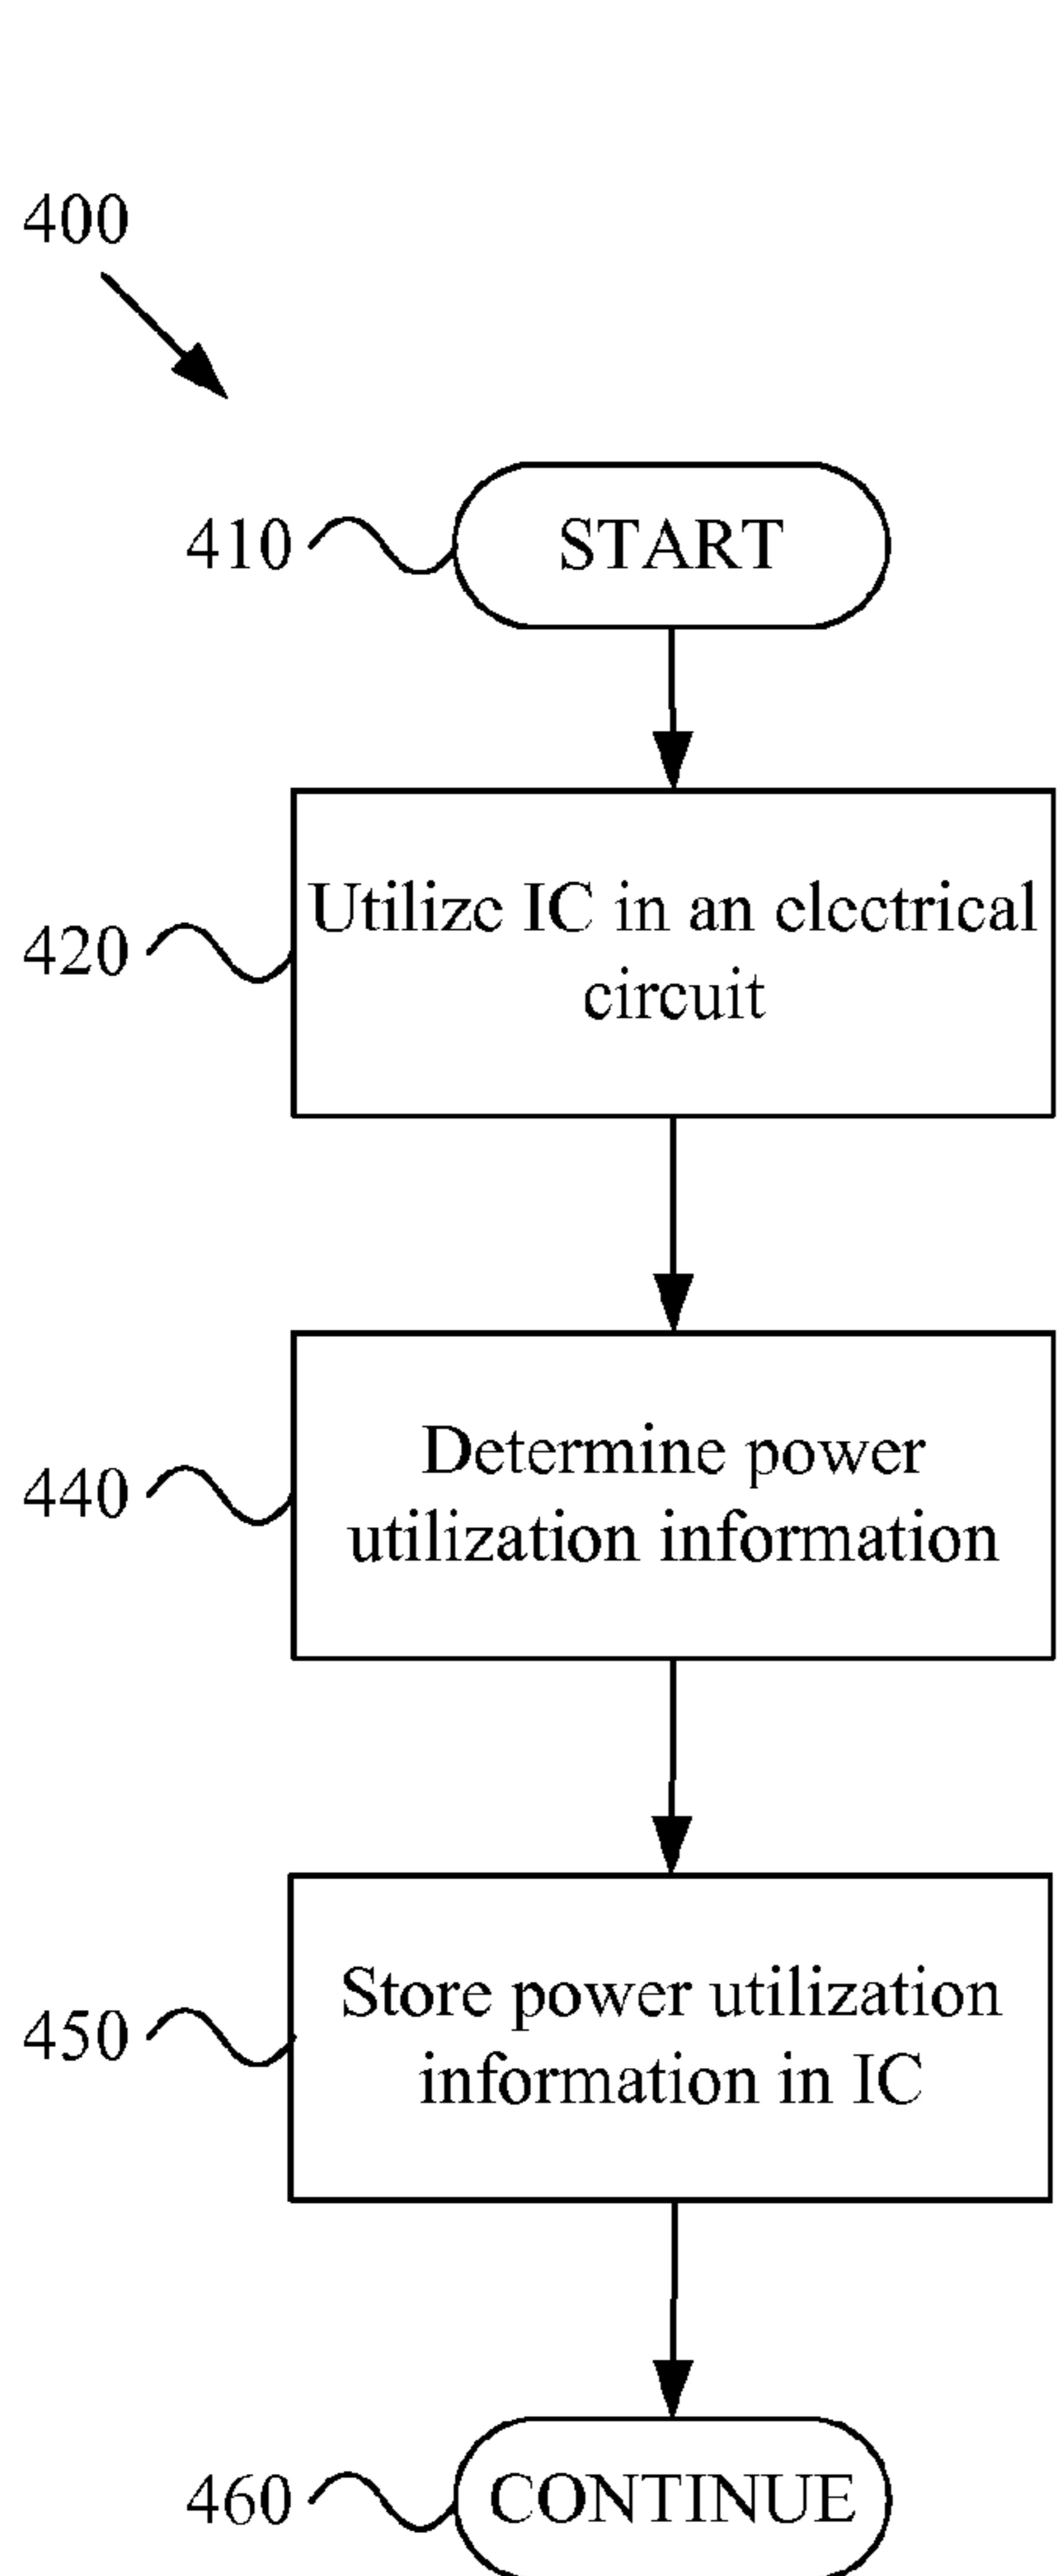 400
410
START
420
Utilize IC in an electrical
circuit
440
Determine power
utilization information
450
Store power utilization
information in IC
460
CONTINUE